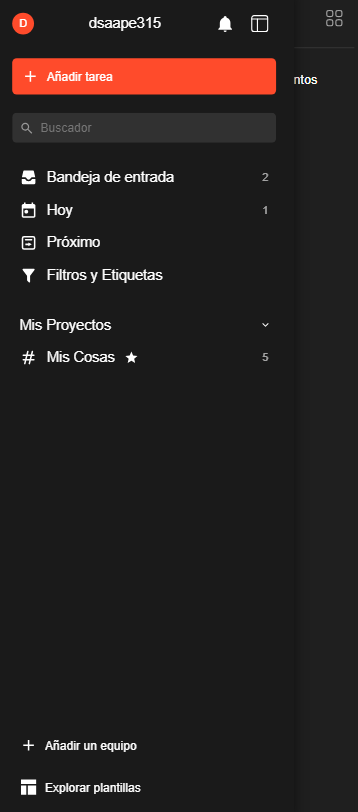 D
dsaape315
Añadir tarea
ntos
Buscador
Bandeja de entrada 2
Hoy 1
Próximo
Filtros y Etiquetas
Mis Proyectos
# Mis Cosas 5
Añadir un equipo
Explorar plantillas